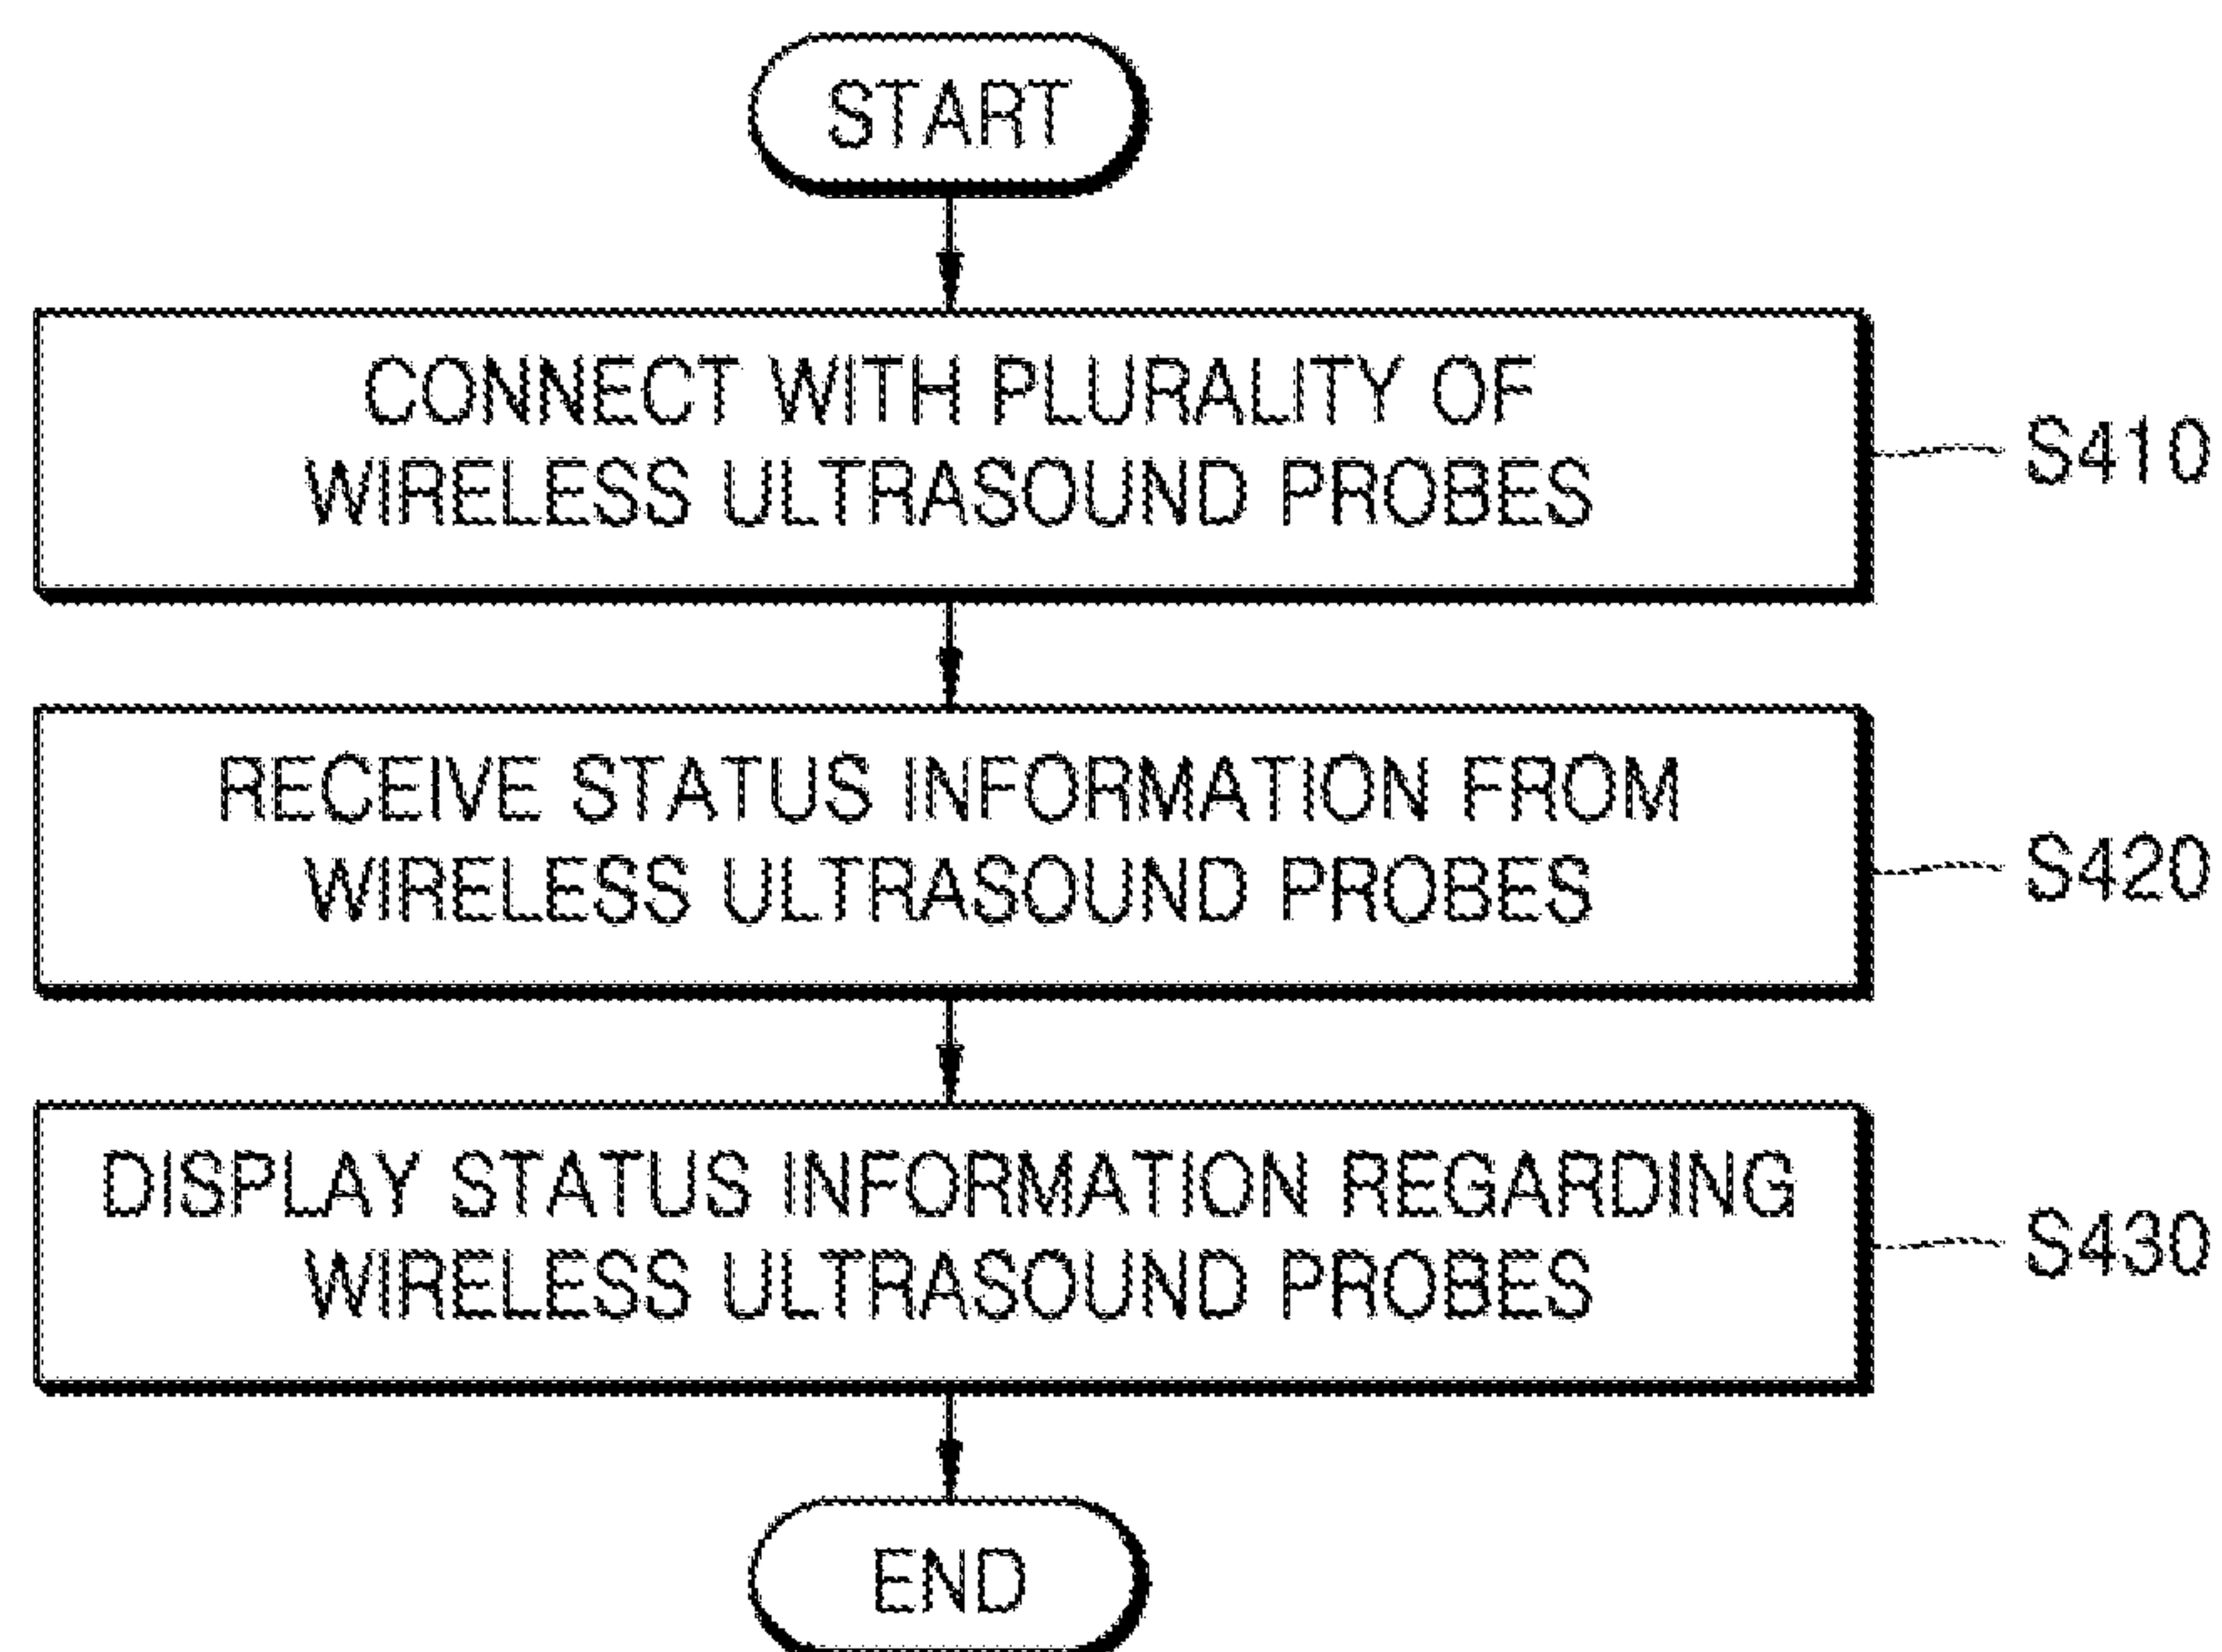 START
CONNECT WITH PLURALITY OF
WIRELESS ULTRASOUND PROBES
S410
RECEIVE STATUS INFORMATION FROM
WIRELESS ULTRASOUND PROBES
S420
DISPLAY STATUS INFORMATION REGARDING
WIRELESS ULTRASOUND PROBES
S430
END